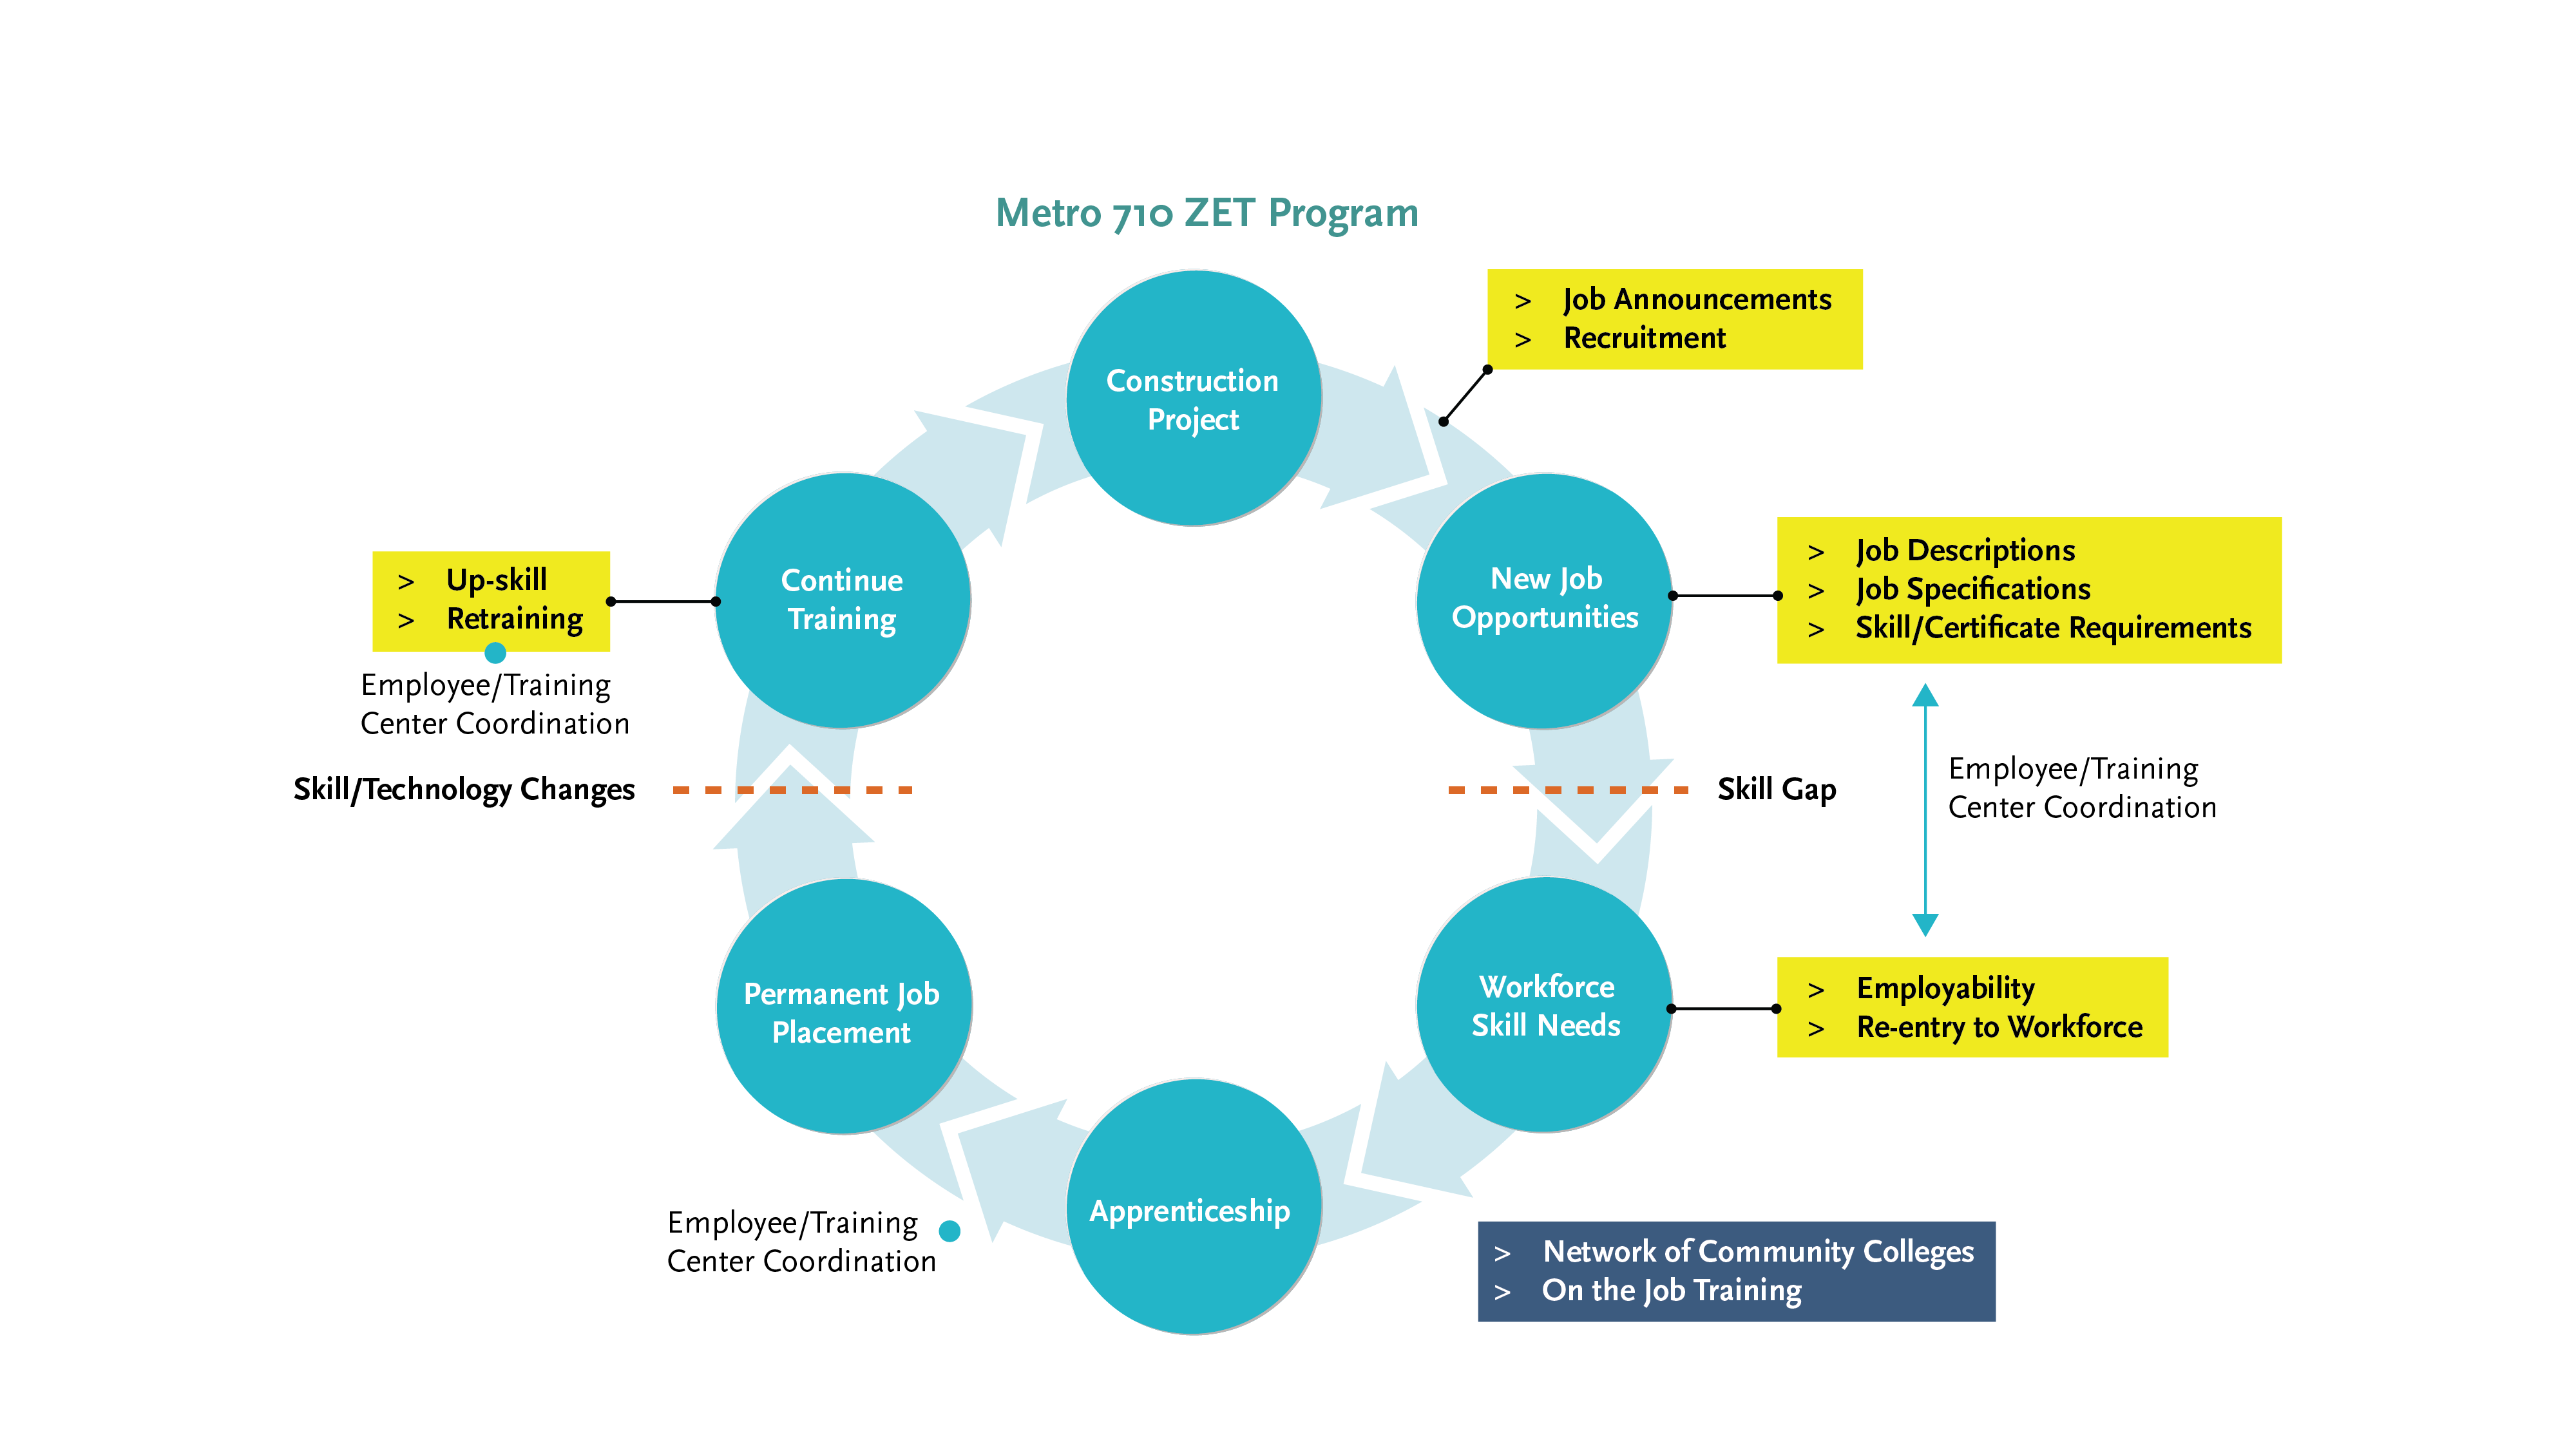 Metro 710 ZET Program
Construction
Project
> Job Announcements
> Recruitment
New Job
Opportunities
> Job Descriptions
> Job Specifications
> Skill/Certificate Requirements
Continue
Training
> Up-skill
> Retraining
Employee/Training
Center Coordination
Skill/Technology Changes
Skill Gap
Employee/Training
Center Coordination
Workforce
Skill Needs
> Employability
> Re-entry to Workforce
Permanent Job
Placement
Apprenticeship
Employee/Training
Center Coordination
> Network of Community Colleges
> On the Job Training